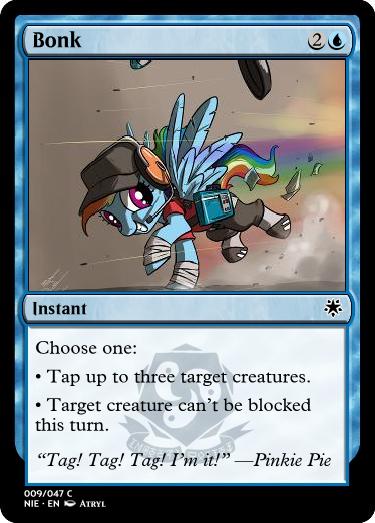 Bonk 2
Instant
Choose one:
• Tap up to three target creatures.
• Target creature can't be blocked
this turn.
“Tag! Tag! Tag! I'm it!” —Pinkie Pie
009/047 C
NIE • EN ATRYL